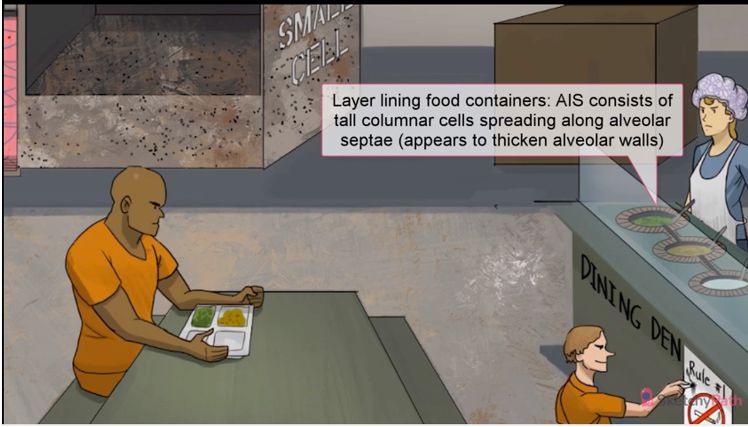 SMALL
CELL
Layer lining food containers: AIS consists of
tall columnar cells spreading along alveolar
septae (appears to thicken alveolar walls)
DINING DEN
Rule #1
SketchyPath